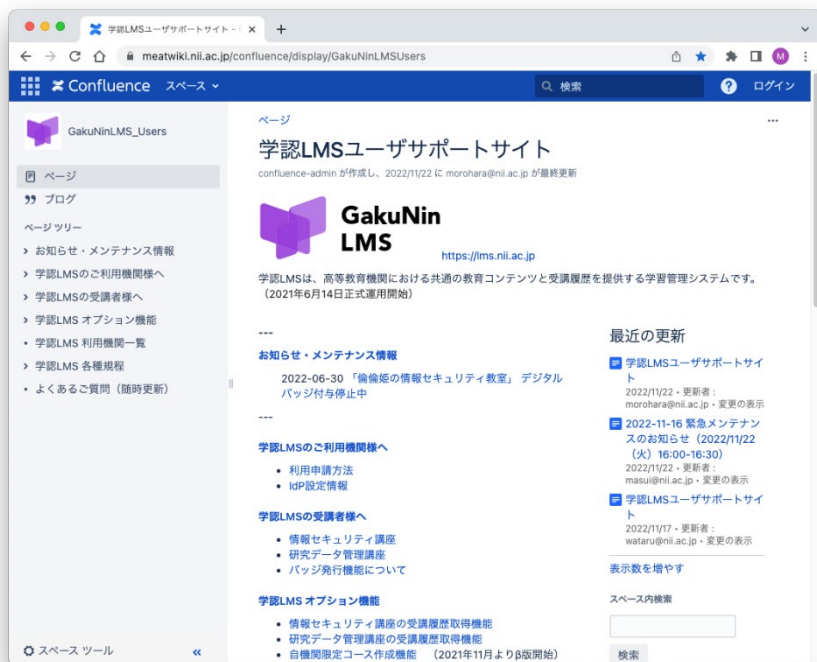 学認LMSユーザサポートサイト - (
meatwiki.nii.ac.jp/confluence/display/GakuNinLMSUsers
M
Confluence スペース
検索
ログイン
GakuNinLMS_Users
ページ
ブログ
ページ ツリー
お知らせ・メンテナンス情報
学認LMSのご利用機関様へ
学認LMSの受講者様へ
学認LMS オプション機能
学認LMS 利用機関一覧
学認LMS 各種規程
よくあるご質問（随時更新）
スペース ツール
ページ
学認LMSユーザサポートサイト
confluence-admin が作成し、2022/11/22 に morohara@nii.ac.jp が最終更新
GakuNin
LMS
https://lms.nii.ac.jp
学認LMSは、高等教育機関における共通の教育コンテンツと受講履歴を提供する学習管理システムです。
（2021年6月14日正式運用開始）
---
お知らせ・メンテナンス情報
2022-06-30 「倫倫姫の情報セキュリティ教室」 デジタル
バッジ付与停止中
---
学認LMSのご利用機関様へ
• 利用申請方法
• IdP設定情報
学認LMSの受講者様へ
• 情報セキュリティ講座
• 研究データ管理講座
• バッジ発行機能について
学認LMS オプション機能
• 情報セキュリティ講座の受講履歴取得機能
• 研究データ管理講座の受講履歴取得機能
• 自機関限定コース作成機能 （2021年11月よりβ版開始）
最近の更新
学認LMSユーザサポートサイ
ト
2022/11/22・更新者：
morohara@nii.ac.jp・変更の表示
2022-11-16 緊急メンテナン
スのお知らせ（2022/11/22
（火）16:00-16:30）
2022/11/22・更新者：
masui@nii.ac.jp・変更の表示
学認LMSユーザサポートサイ
ト
2022/11/17・更新者：
wataru@nii.ac.jp・変更の表示
表示数を増やす
スペース内検索
検索